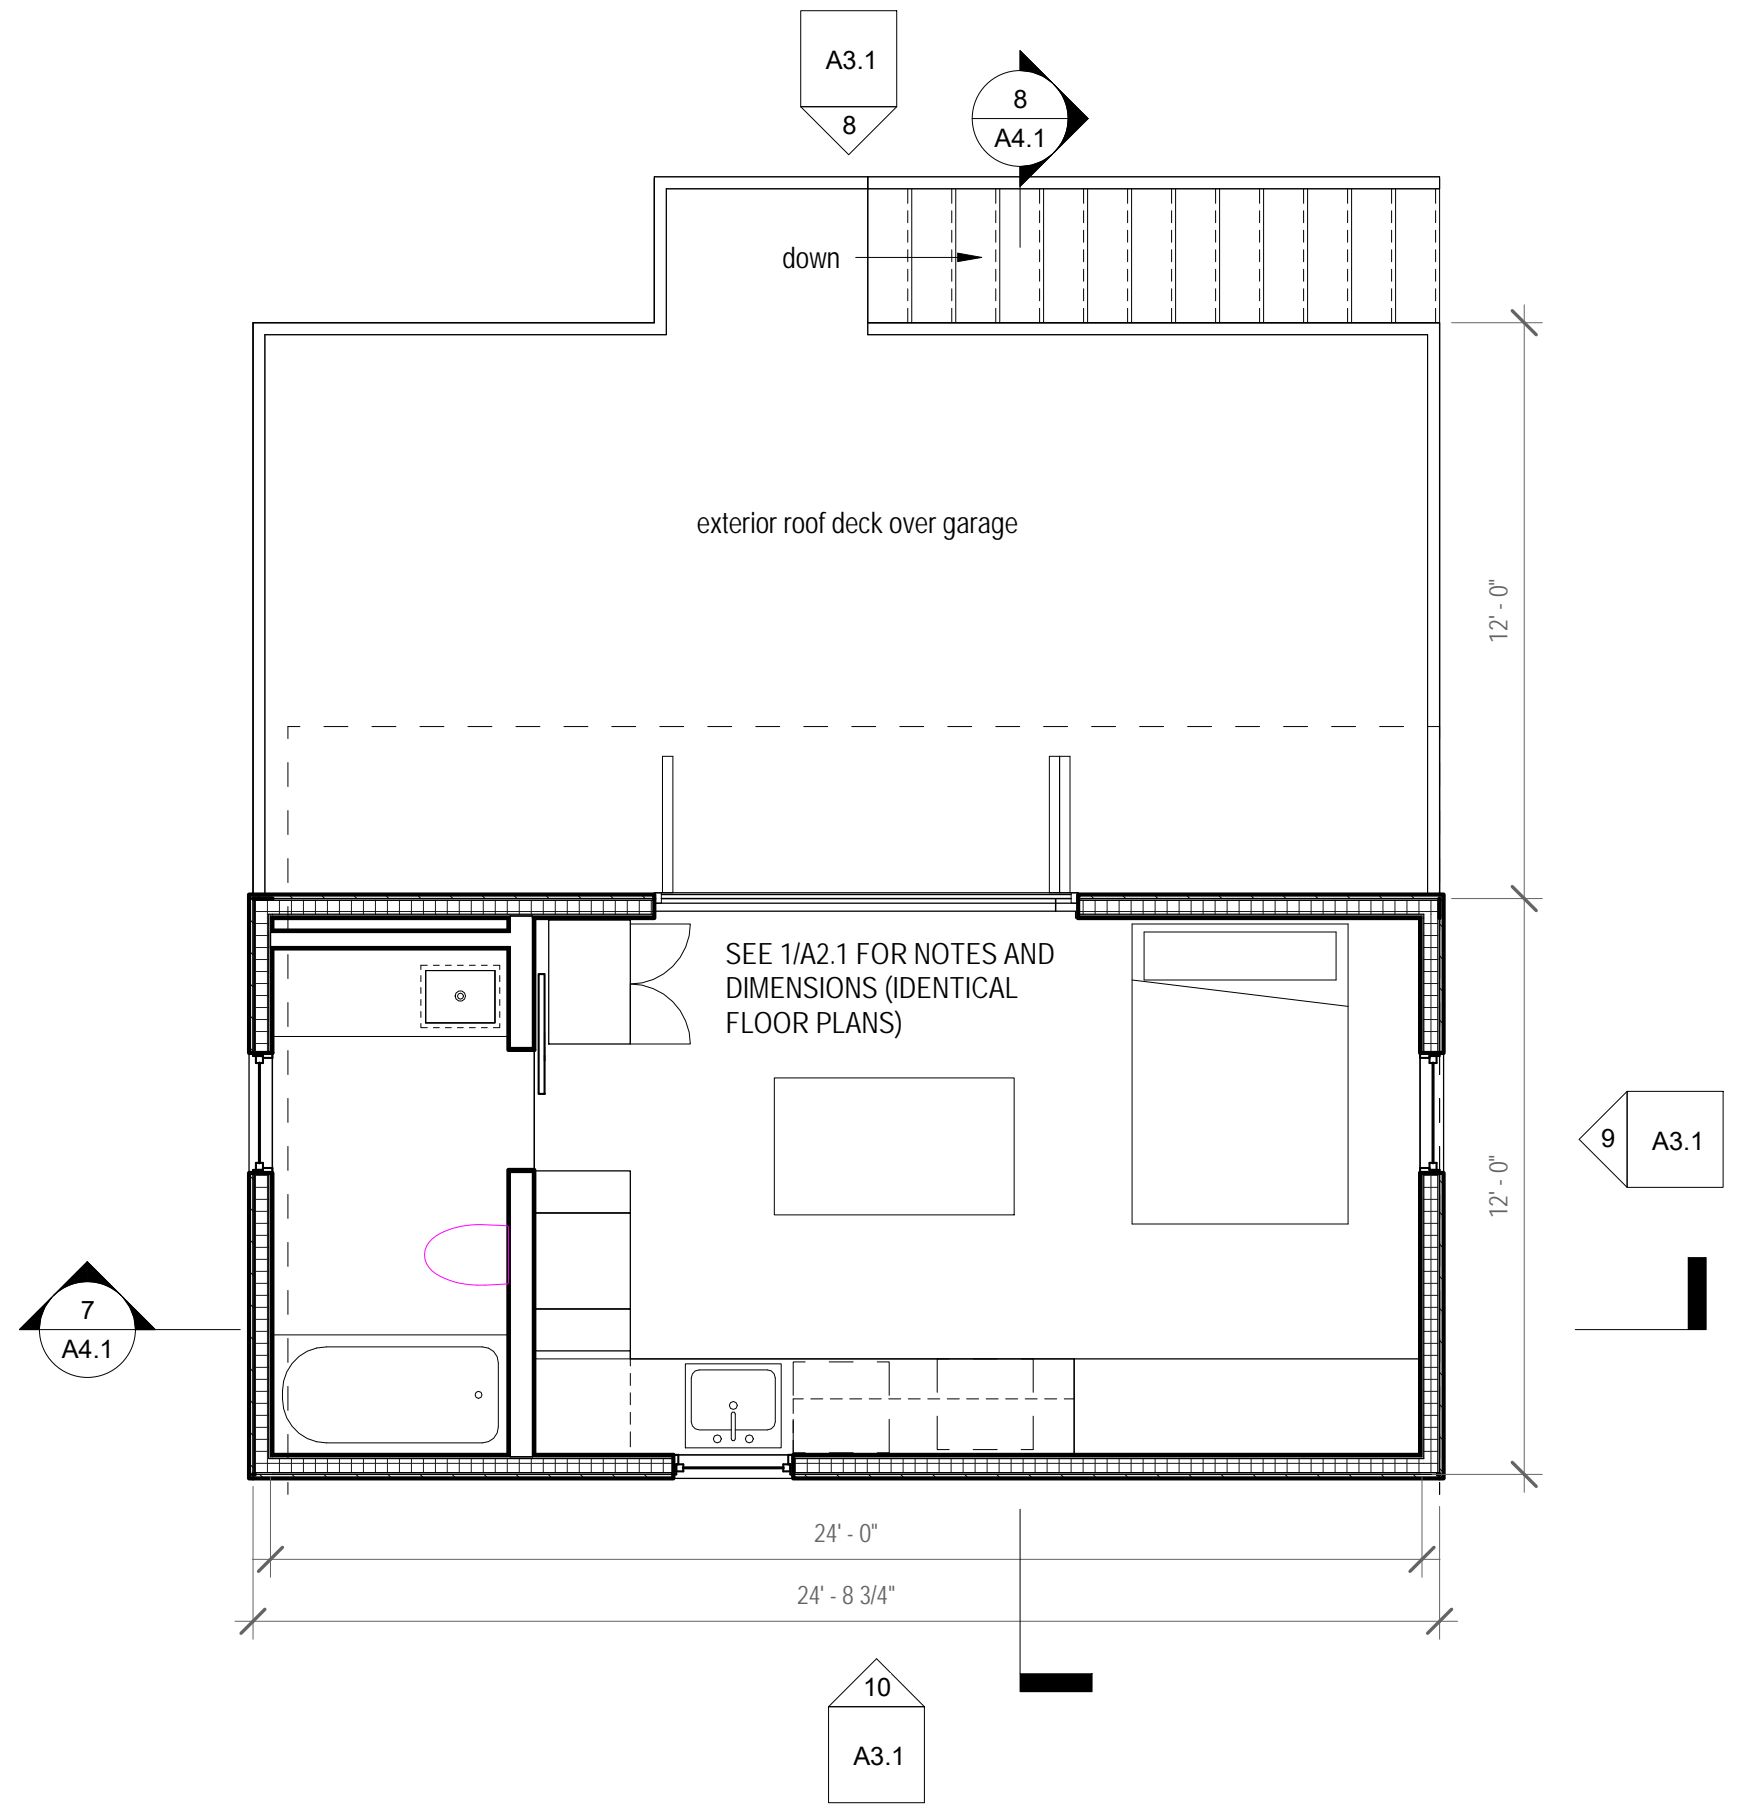 A3.1
8
8
A4.1
down
exterior roof deck over garage
12' - 0"
SEE 1/A2.1 FOR NOTES AND
DIMENSIONS (IDENTICAL
FLOOR PLANS)
9
A3.1
12' - 0"
7
A4.1
24' - 0"
24' - 8 3/4"
10
A3.1